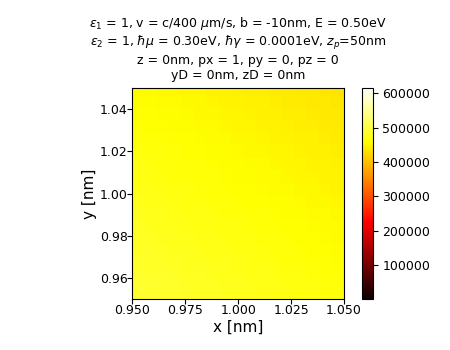 ε₁ = 1, v = c/400 μm/s, b = -10nm, E = 0.50eV
ε₂ = 1, ħμ = 0.30eV, ħγ = 0.0001eV, zₚ=50nm
z = 0nm, px = 1, py = 0, pz = 0
yD = 0nm, zD = 0nm
1.04
1.02
1.00
0.98
0.96
y [nm]
0.950 0.975 1.000 1.025 1.050
x [nm]
600000
500000
400000
300000
200000
100000